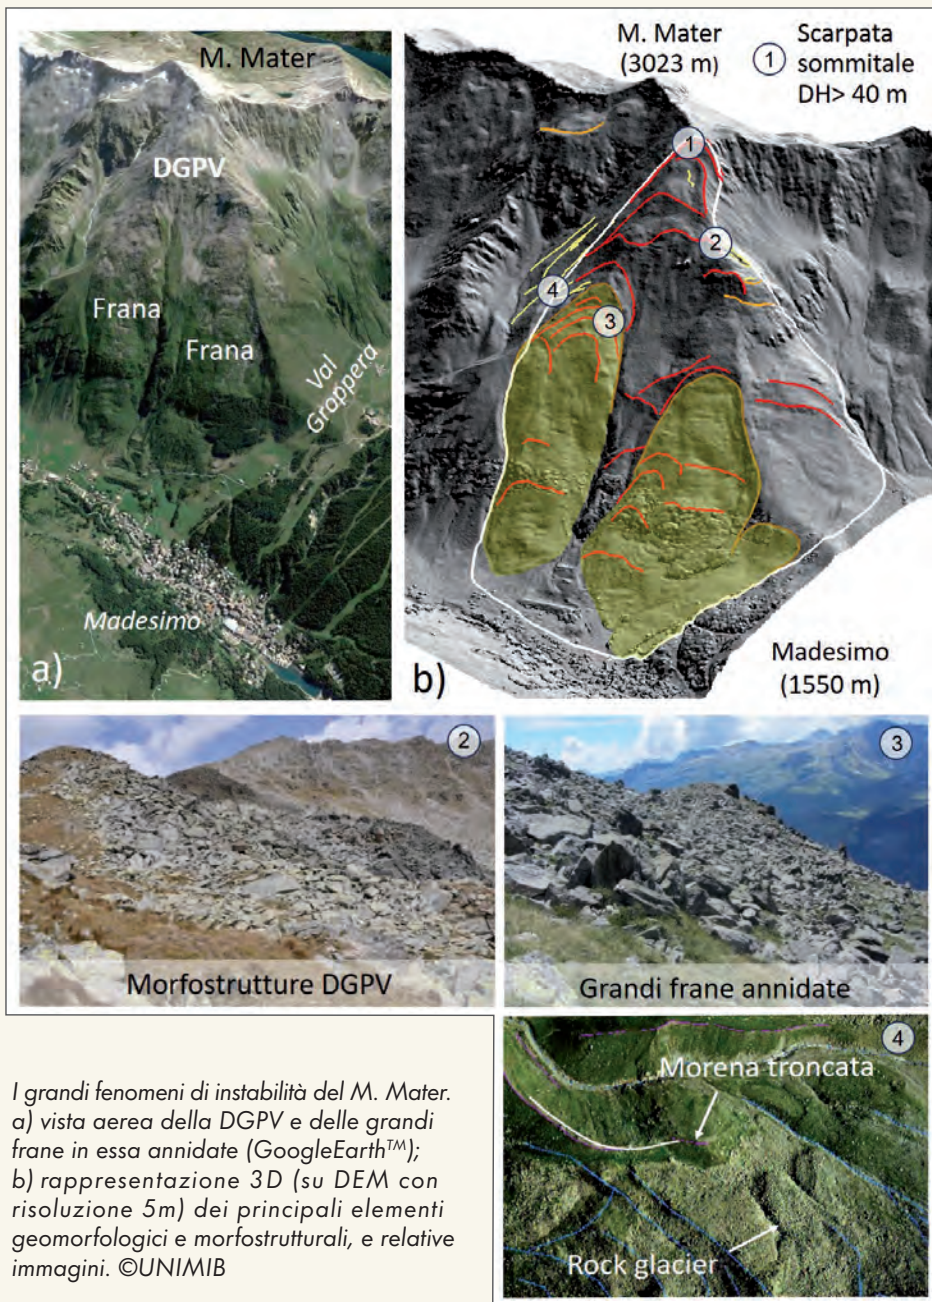 M. Mater
DGPV
Frana
Frana
Val
Groppera
Madesimo
a)
M. Mater
(3023 m)
1
Scarpata
sommitale
DH> 40 m
1
2
4
3
b)
Madesimo
(1550 m)
2
Morfostrutture DGPV
3
Grandi frane annidate
4
Morena troncata
Rock glacier
I grandi fenomeni di instabilità del M. Mater.
a) vista aerea della DGPV e delle grandi
frane in essa annidate (GoogleEarth™);
b) rappresentazione 3D (su DEM con
risoluzione 5m) dei principali elementi
geomorfologici e morfostrutturali, e relative
immagini. ©UNIMIB